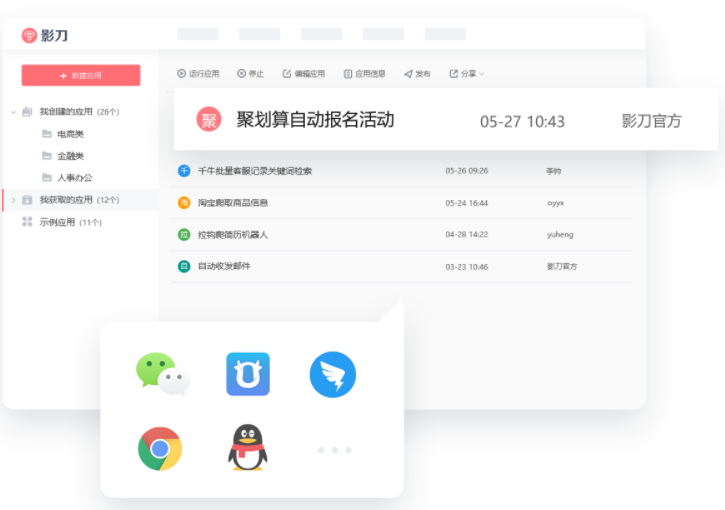 影刀
+ 新建应用
运行应用 停止 编辑应用 应用信息 发布 分享
我创建的应用 (26个)
电商类
金融类
人事办公
我获取的应用 (12个)
示例应用 (11个)
聚 聚划算自动报名活动 05-27 10:43 影刀官方
千 千牛批量客服记录关键词检索 05-26 09:26
淘宝爬取商品信息 05-24 16:44 oyyx
拉 拉钩爬简历机器人 04-28 14:22 yuheng
自 自动收发邮件 03-23 10:46 影刀官方